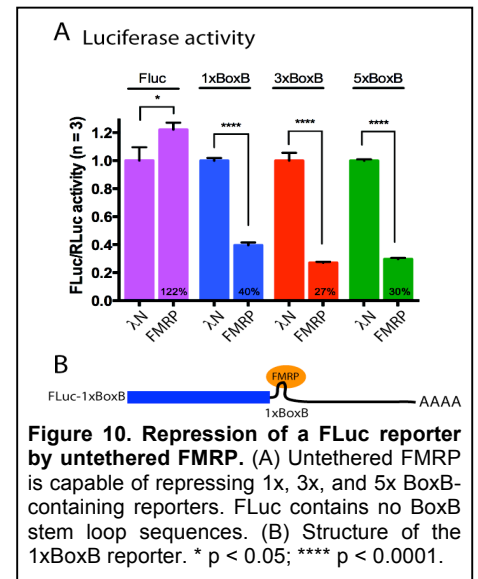 A Luciferase activity
Fluc 1xBoxB 3xBoxB 5xBoxB
* **** **** ****
FLuc/RLuc activity (n = 3)
1.2
1.0
0.8
0.6
0.4
0.2
0.0
122% 40% 27% 30%
λN FMRP λN FMRP λN FMRP λN FMRP
B
FMRP
FLuc-1xBoxB AAAA
1xBoxB
Figure 10. Repression of a FLuc reporter
by untethered FMRP. (A) Untethered FMRP
is capable of repressing 1x, 3x, and 5x BoxB-
containing reporters. FLuc contains no BoxB
stem loop sequences. (B) Structure of the
1xBoxB reporter. * p < 0.05; **** p < 0.0001.